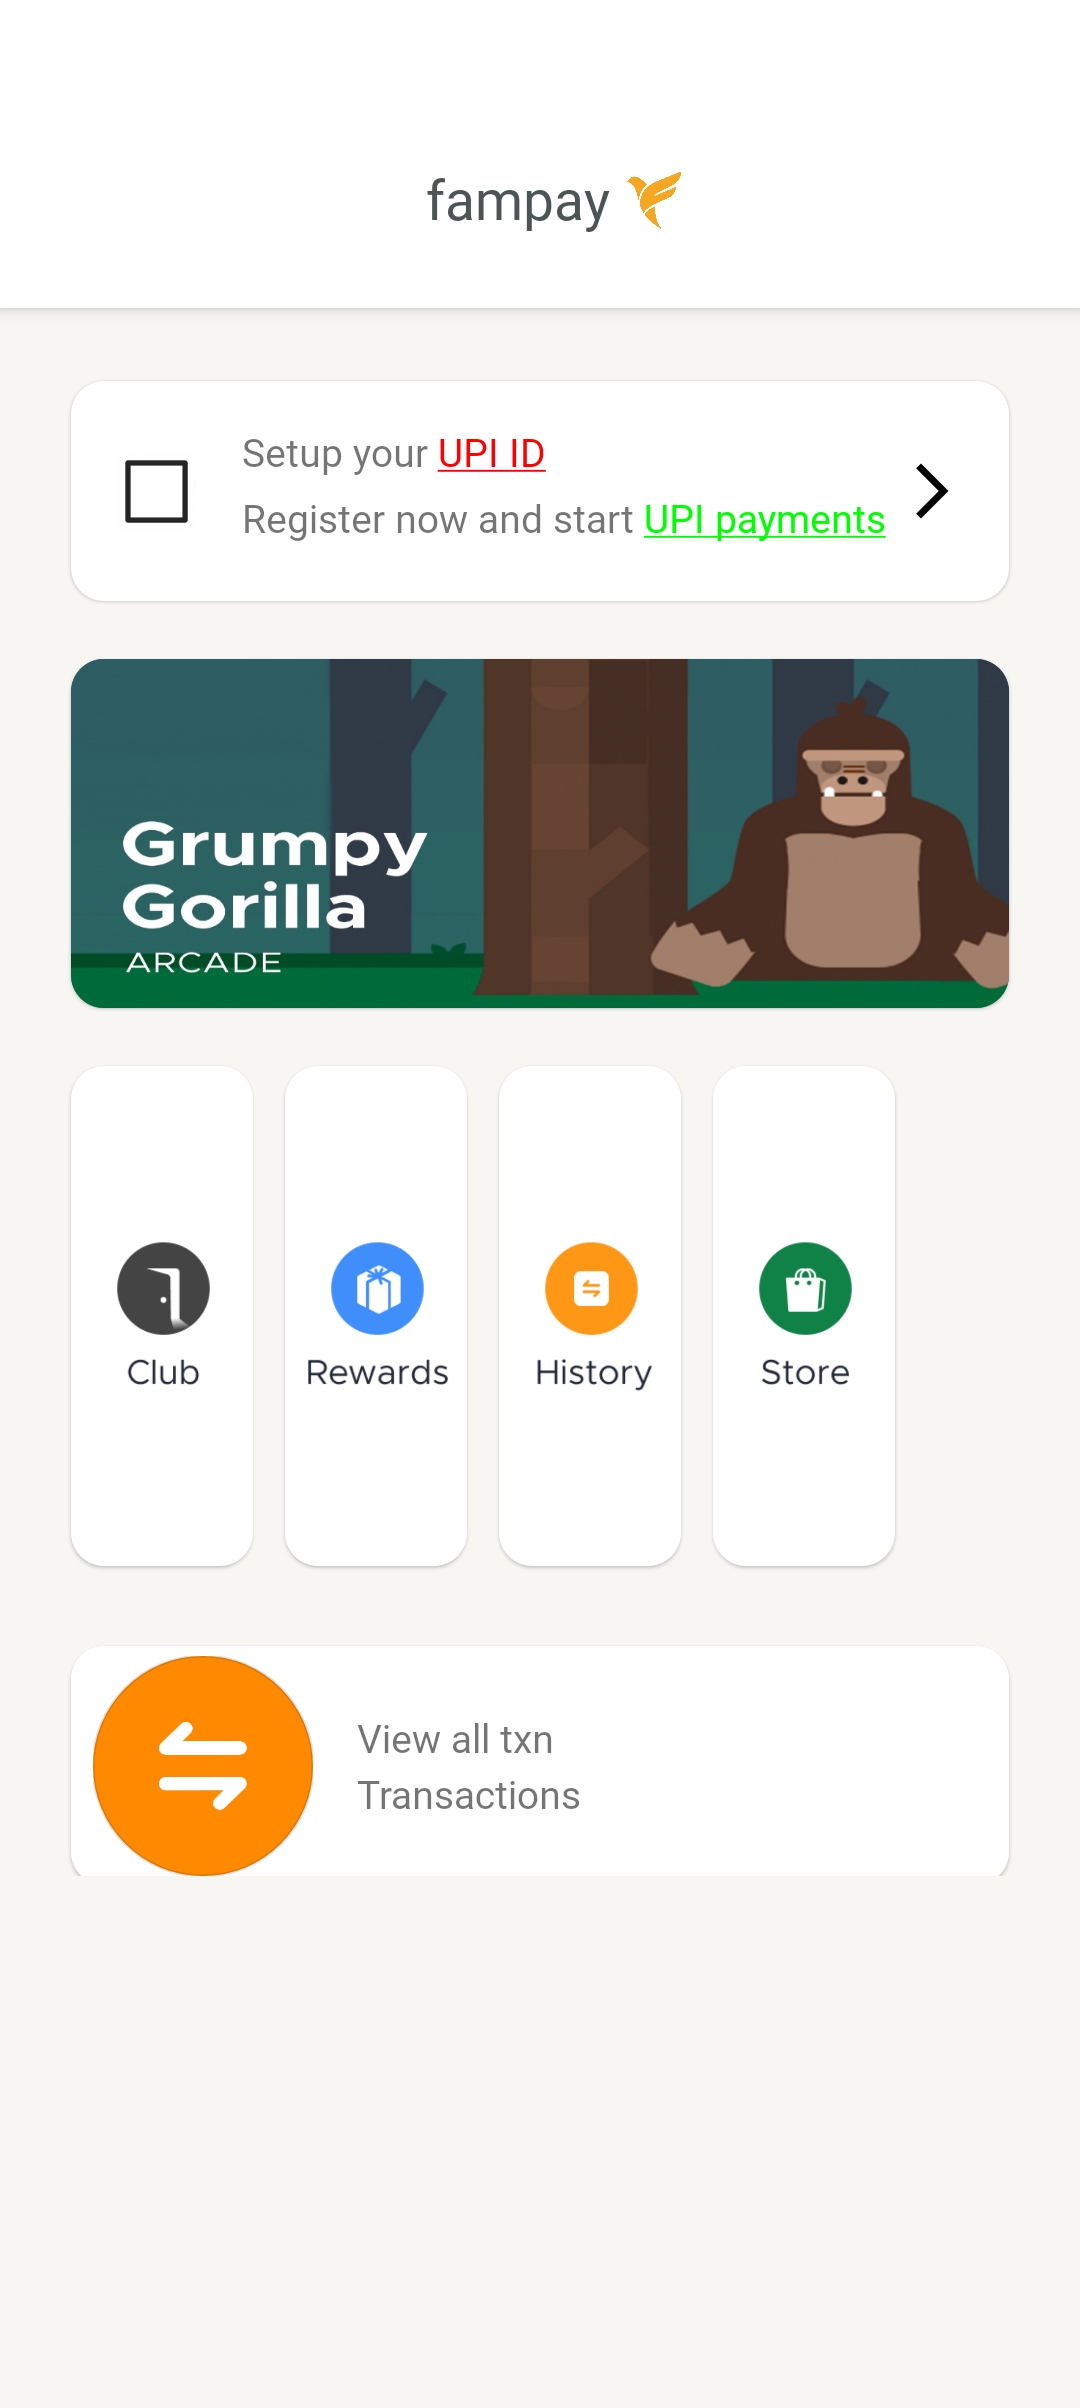 fampay
Setup your UPI ID
Register now and start UPI payments
Grumpy
Gorilla
ARCADE
Club
Rewards
History
Store
View all txn
Transactions